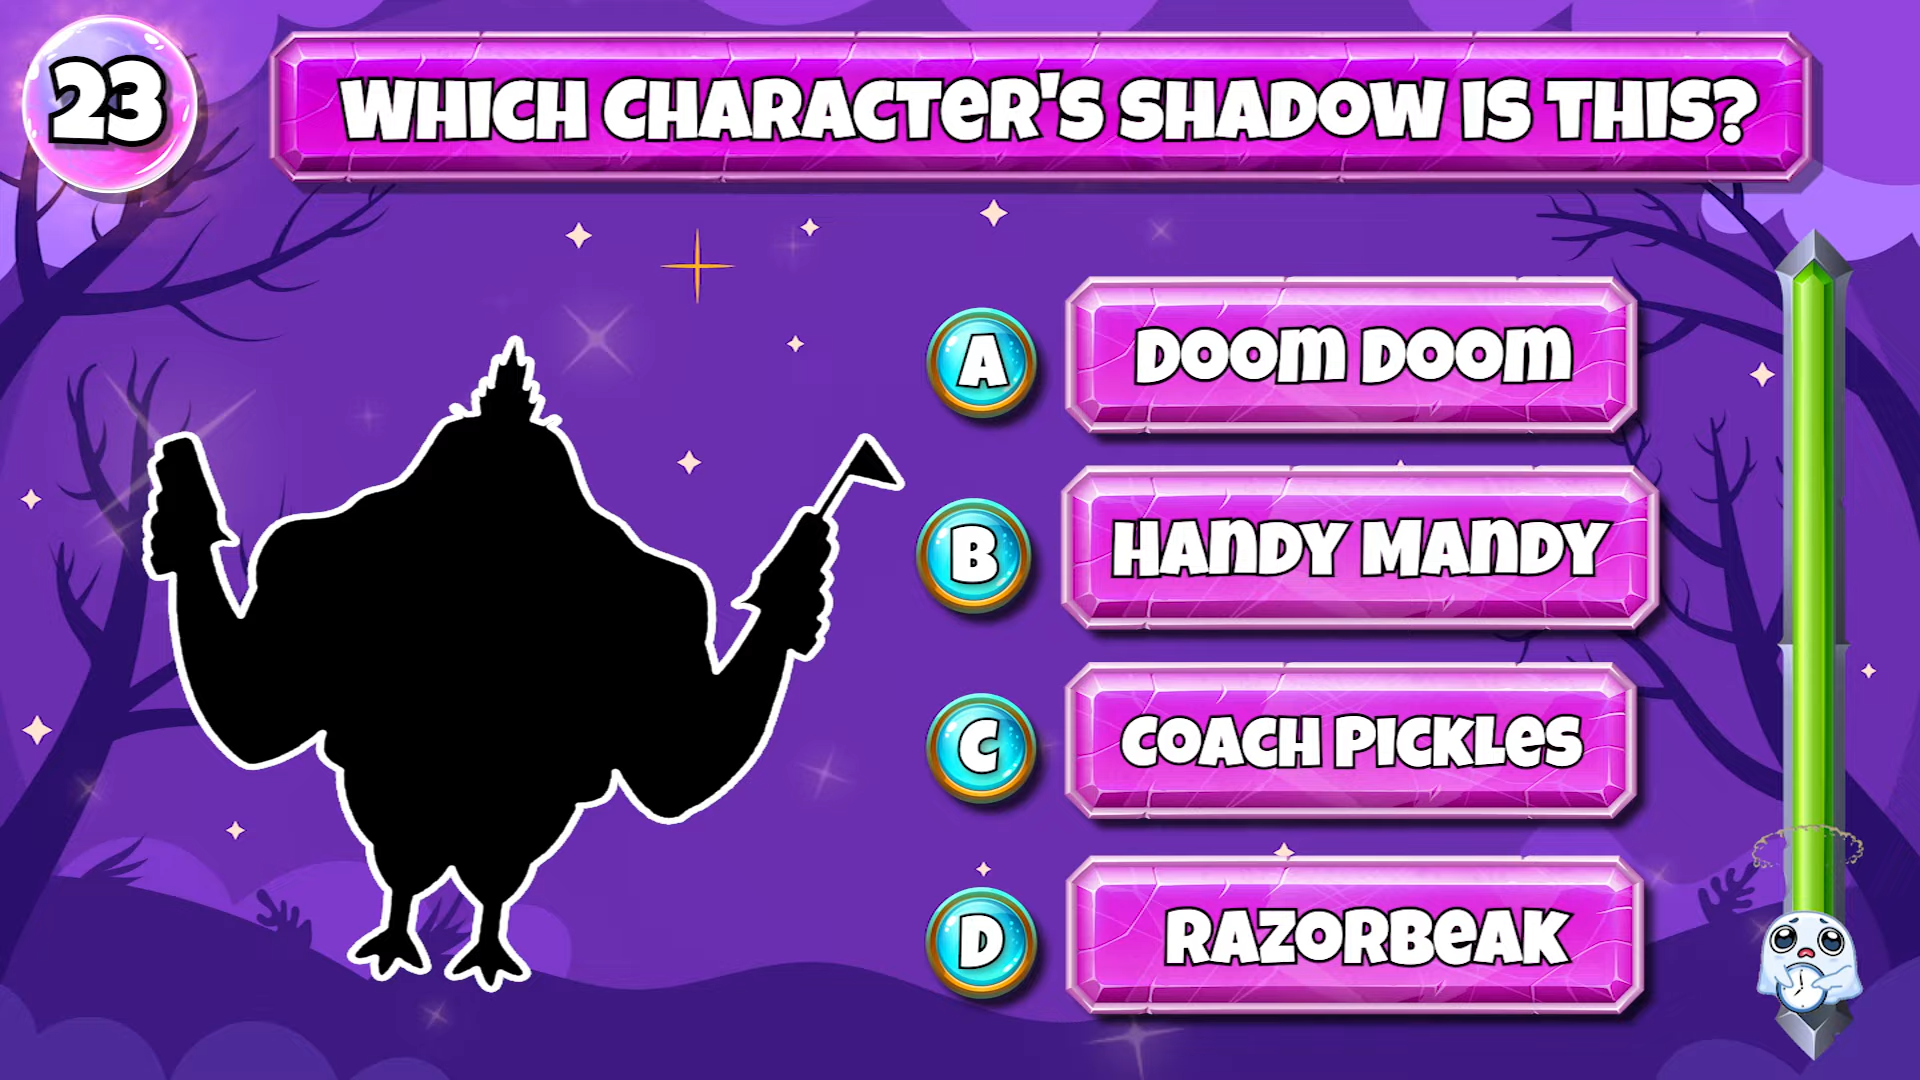 23
WHICH CHARACTER'S SHADOW IS THIS?
A DOOM DOOM
B HANDY MANDY
C COACH PICKLES
D RAZORBEAK